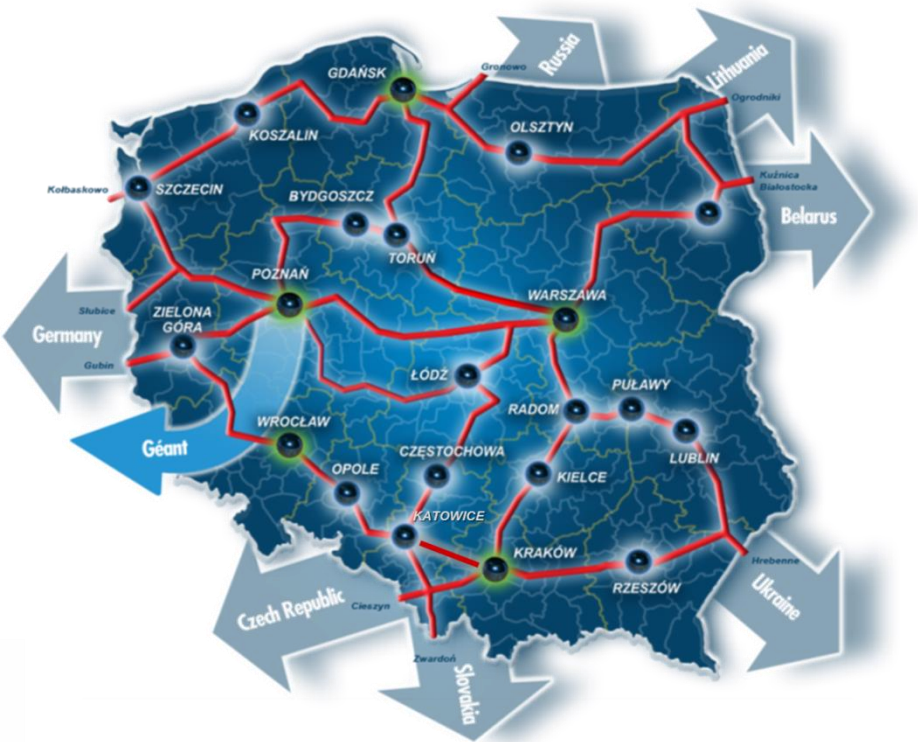 Russia
Lithuania
GDAŃSK
Gronowo
Ogrodniki
KOSZALIN
OLSZTYN
Kołbaskowo
SZCZECIN
Kuźnica
Białostocka
BYDGOSZCZ
Belarus
TORUŃ
POZNAŃ
WARSZAWA
Słubice
ZIELONA
GÓRA
Germany
Gubin
ŁÓDŹ
PUŁAWY
RADOM
WROCŁAW
LUBLIN
Géant
CZĘSTOCHOWA
OPOLE
KIELCE
KATOWICE
KRAKÓW
Hrebenne
RZESZÓW
Ukraine
Czech Republic
Cieszyn
Zwardoń
Slovakia